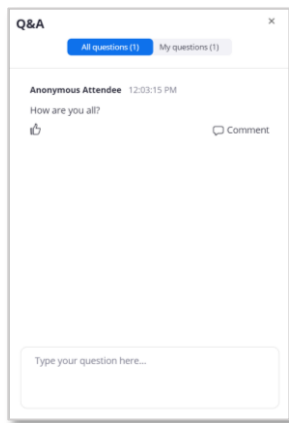 Q&A
All questions (1) My questions (1)
Anonymous Attendee 12:03:15 PM
How are you all?
Comment
Type your question here...